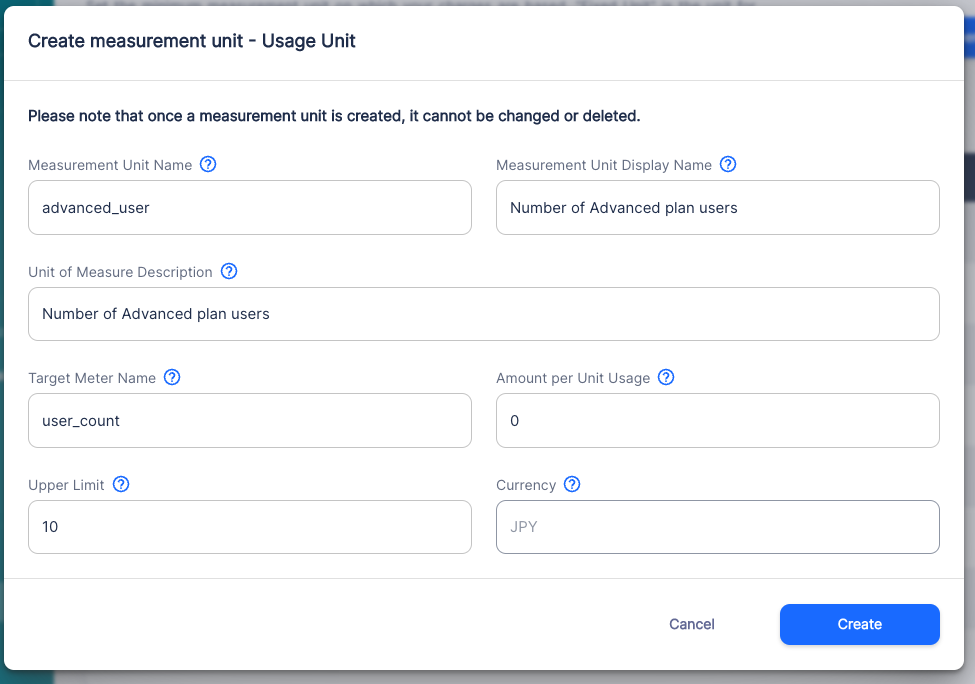 Create measurement unit - Usage Unit
Please note that once a measurement unit is created, it cannot be changed or deleted.
Measurement Unit Name ?
Measurement Unit Display Name ?
advanced_user
Number of Advanced plan users
Unit of Measure Description ?
Number of Advanced plan users
Target Meter Name ?
Amount per Unit Usage ?
user_count
0
Upper Limit ?
Currency ?
10
JPY
Cancel
Create